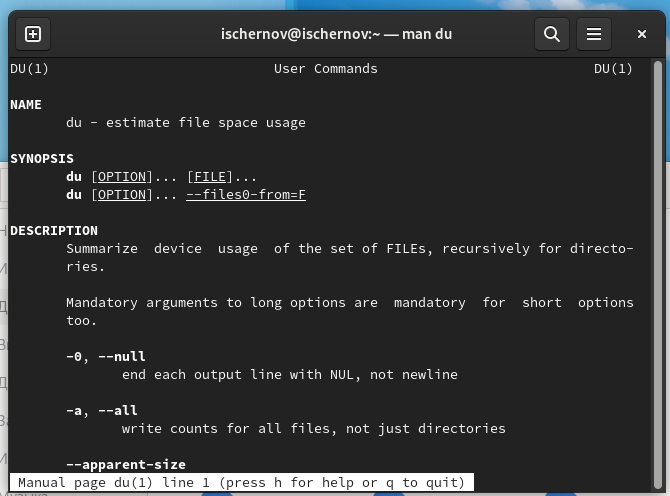 ischernov@ischernov:~ — man du
DU(1) User Commands DU(1)
NAME
du - estimate file space usage
SYNOPSIS
du [OPTION]... [FILE]...
du [OPTION]... --files0-from=F
DESCRIPTION
Summarize device usage of the set of FILEs, recursively for directo-
ries.
Mandatory arguments to long options are mandatory for short options
too.
-0, --null
end each output line with NUL, not newline
-a, --all
write counts for all files, not just directories
--apparent-size
Manual page du(1) line 1 (press h for help or q to quit)